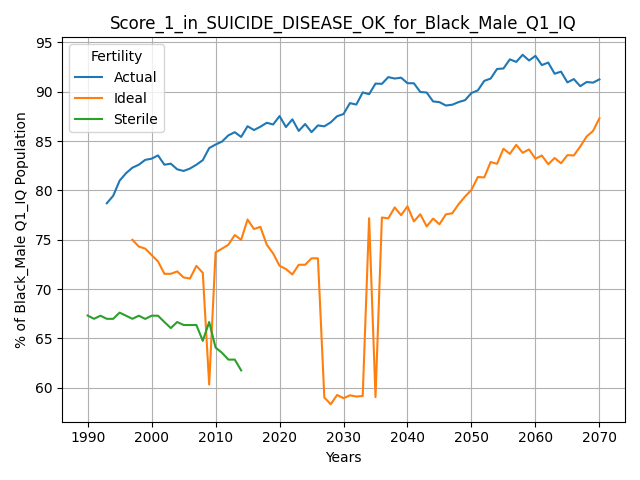 Score_1_in_SUICIDE_DISEASE_OK_for_Black_Male_Q1_IQ
Fertility
Actual
Ideal
Sterile
% of Black_Male Q1_IQ Population
95
90
85
80
75
70
65
60
1990 2000 2010 2020 2030 2040 2050 2060 2070
Years